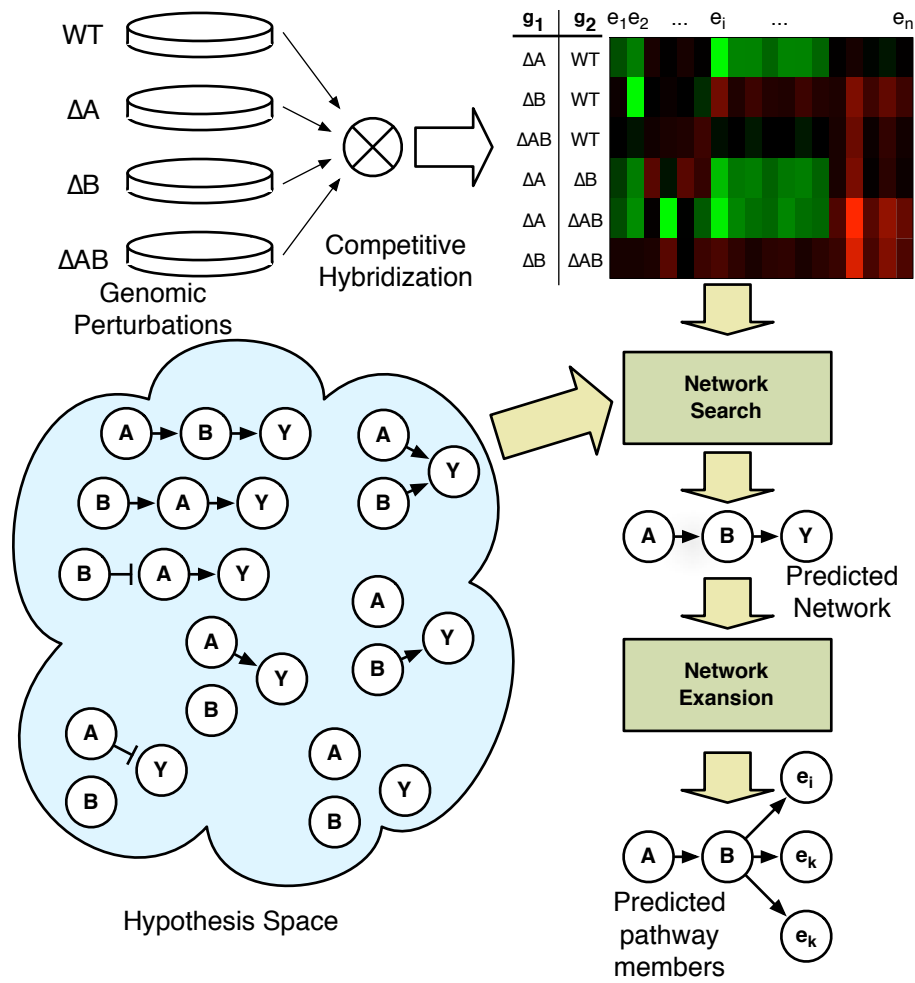 WT
ΔA
ΔB
ΔAB
Genomic
Perturbations
Competitive
Hybridization
g1 g2 e1 e2 ... ei ... en
ΔA WT
ΔB WT
ΔAB WT
ΔA ΔB
ΔA ΔAB
ΔB ΔAB
Network
Search
A B Y
Predicted
Network
Network
Exansion
A B ei
ek
ek
Predicted
pathway
members
A B Y
A
B
Y
B A Y
B A Y
A
B
Y
A
B
Y
A
B
Y
A
B
Y
Hypothesis Space